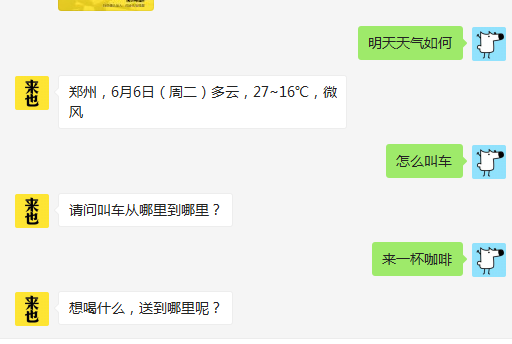 明天天气如何
来也
郑州，6月6日（周二）多云，27~16℃，微
风
怎么叫车
来也
请问叫车从哪里到哪里？
来一杯咖啡
来也
想喝什么，送到哪里呢？